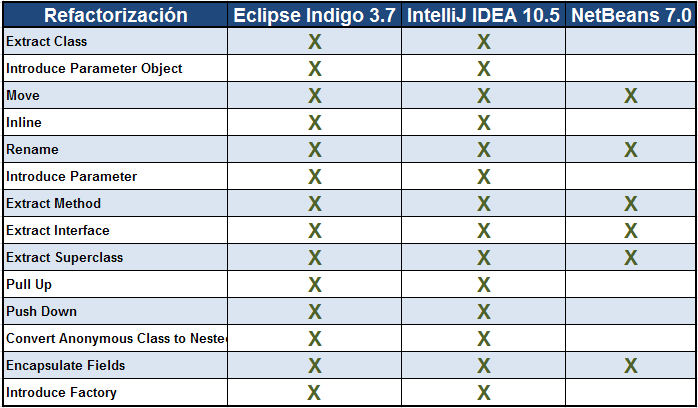 Refactorización Eclipse Indigo 3.7 IntelliJ IDEA 10.5 NetBeans 7.0
Extract Class X X
Introduce Parameter Object X X
Move X X X
Inline X X
Rename X X X
Introduce Parameter X X
Extract Method X X X
Extract Interface X X X
Extract Superclass X X X
Pull Up X X
Push Down X X
Convert Anonymous Class to Nested X X
Encapsulate Fields X X X
Introduce Factory X X